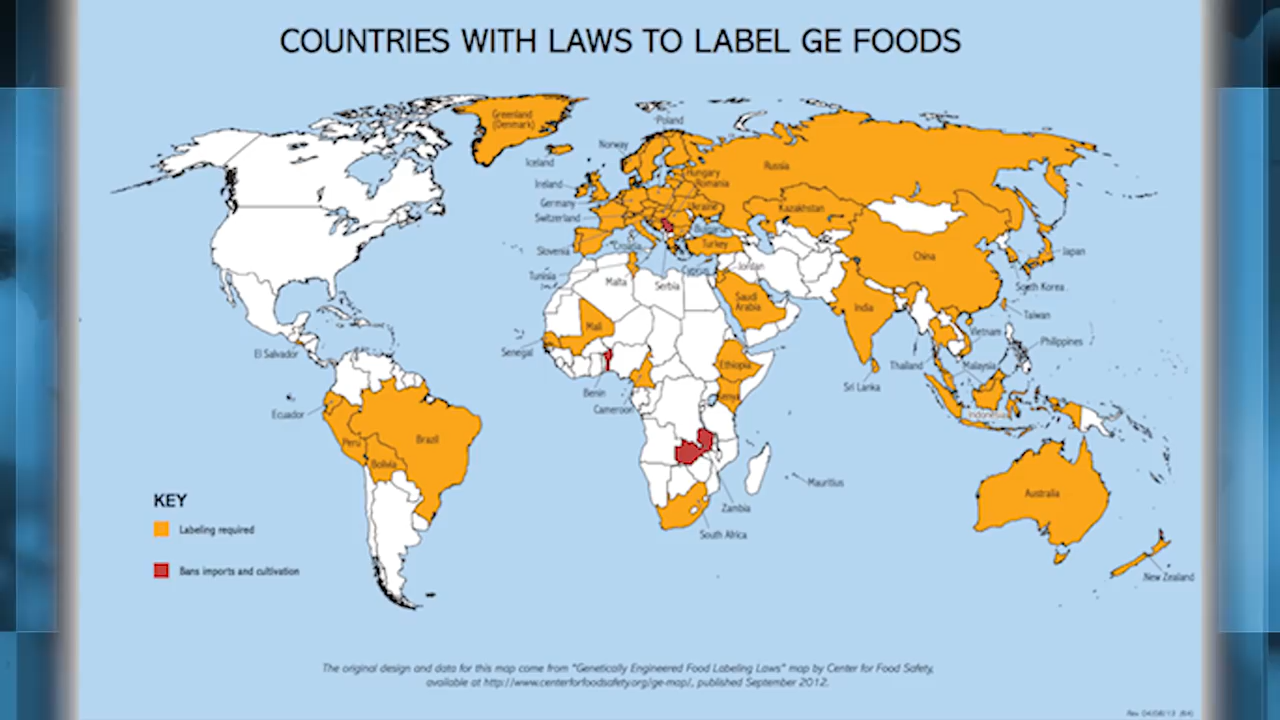 COUNTRIES WITH LAWS TO LABEL GE FOODS
Greenland
(Denmark)
Poland
Norway
Iceland
Russia
Hungary
Romania
Ireland
Germany
Ukraine
Kazakhstan
Switzerland
Bulgaria
Slovenia
Croatia
Turkey
Japan
China
Tunisia
Malta
Serbia
Cyprus
Jordan
South Korea
Saudi
Arabia
India
Taiwan
Mali
Vietnam
Philippines
El Salvador
Senegal
Ethiopia
Thailand
Malaysia
Sri Lanka
Benin
Kenya
Cameroon
Ecuador
Indonesia
Peru
Brazil
Bolivia
Mauritius
Australia
KEY
Zambia
Labeling required
South Africa
Bans imports and cultivation
New Zealand
The original design and data for this map come from "Genetically Engineered Food Labeling Laws" map by Center for Food Safety,
available at http://www.centerforfoodsafety.org/ge-map/, published September 2012.